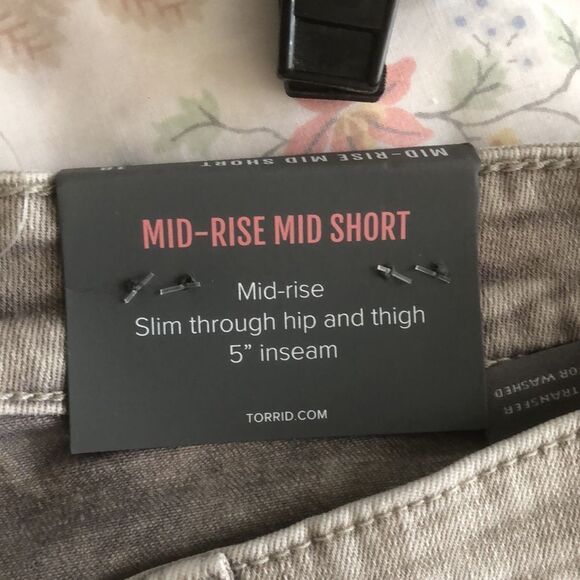 MID-RISE MID SHORT
MID-RISE MID SHORT
Mid-rise
Slim through hip and thigh
5” inseam
TORRID.COM
TRANSFER
OR WASHED